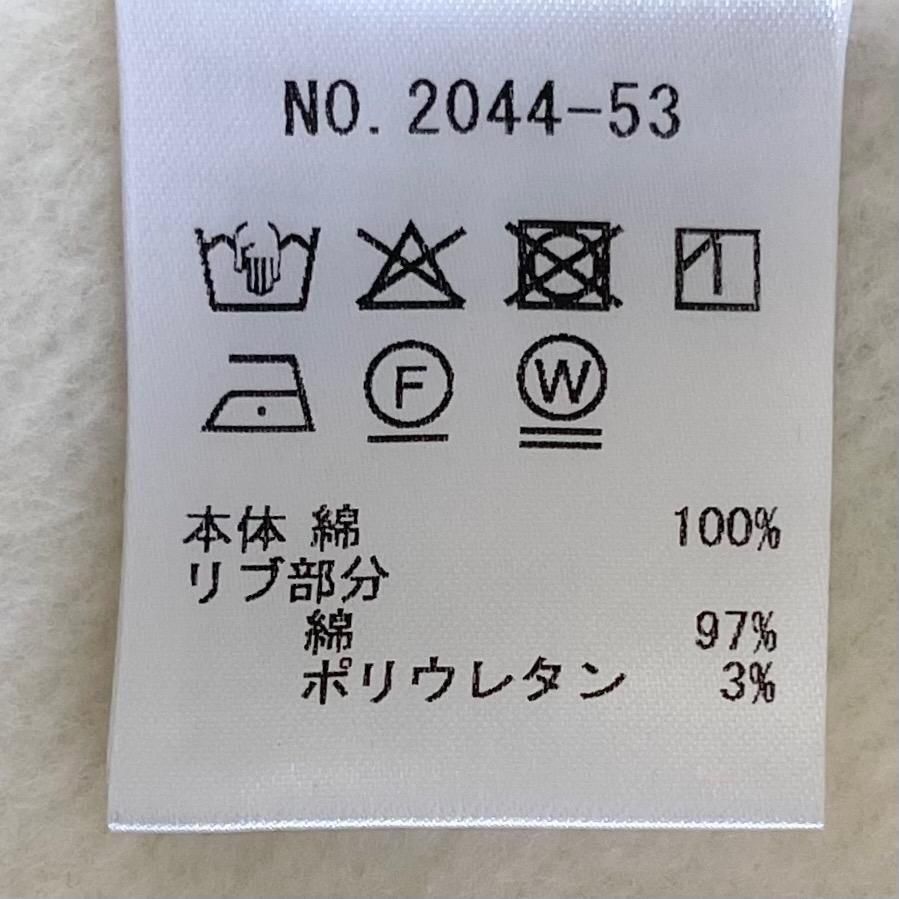 NO. 2044-53
F W
本体 綿 100%
リブ部分
綿 97%
ポリウレタン 3%